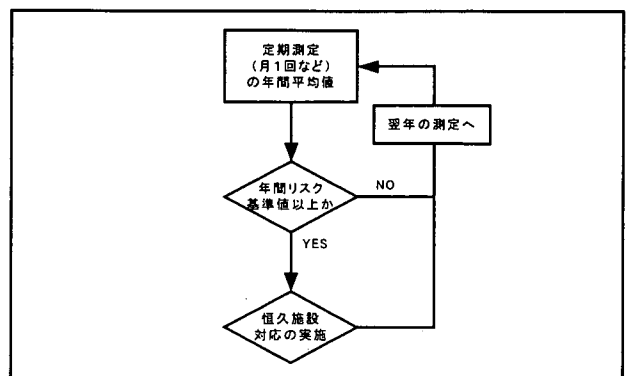 定期測定
(月1回など)
の年間平均値
翌年の測定へ
年間リスク
基準値以上か
NO
YES
恒久施設
対応の実施